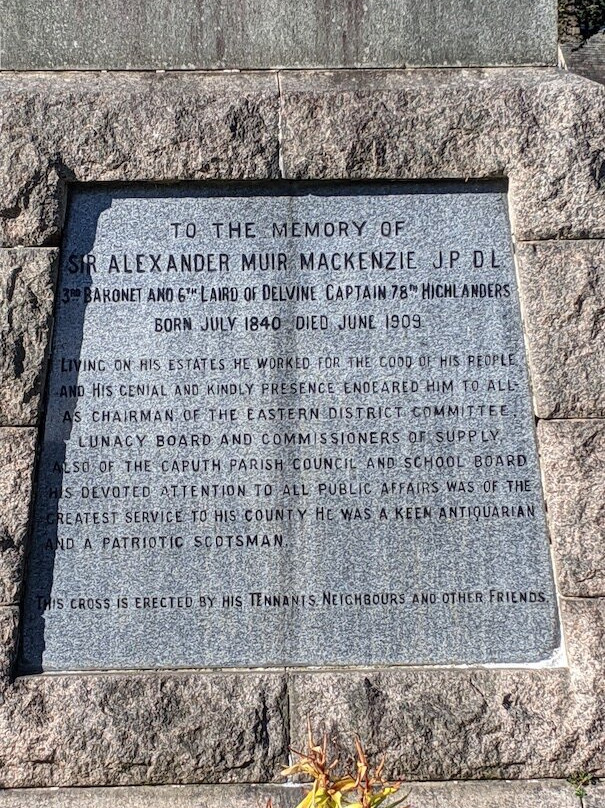 TO THE MEMORY OF
SIR ALEXANDER MUIR MACKENZIE J.P D L
3RD BARONET AND 6TH LAIRD OF DELVINE. CAPTAIN 78TH HIGHLANDERS
BORN JULY 1840 DIED JUNE 1909
LIVING ON HIS ESTATES HE WORKED FOR THE GOOD OF HIS PEOPLE,
AND HIS GENIAL AND KINDLY PRESENCE ENDEARED HIM TO ALL-
AS CHAIRMAN OF THE EASTERN DISTRICT COMMITTEE,
LUNACY BOARD AND COMMISSIONERS OF SUPPLY,
ALSO OF THE CAPUTH PARISH COUNCIL AND SCHOOL BOARD
HIS DEVOTED ATTENTION TO ALL PUBLIC AFFAIRS WAS OF THE
GREATEST SERVICE TO HIS COUNTY HE WAS A KEEN ANTIQUARIAN
AND A PATRIOTIC SCOTSMAN.
THIS CROSS IS ERECTED BY HIS TENNANTS, NEIGHBOURS AND OTHER FRIENDS.